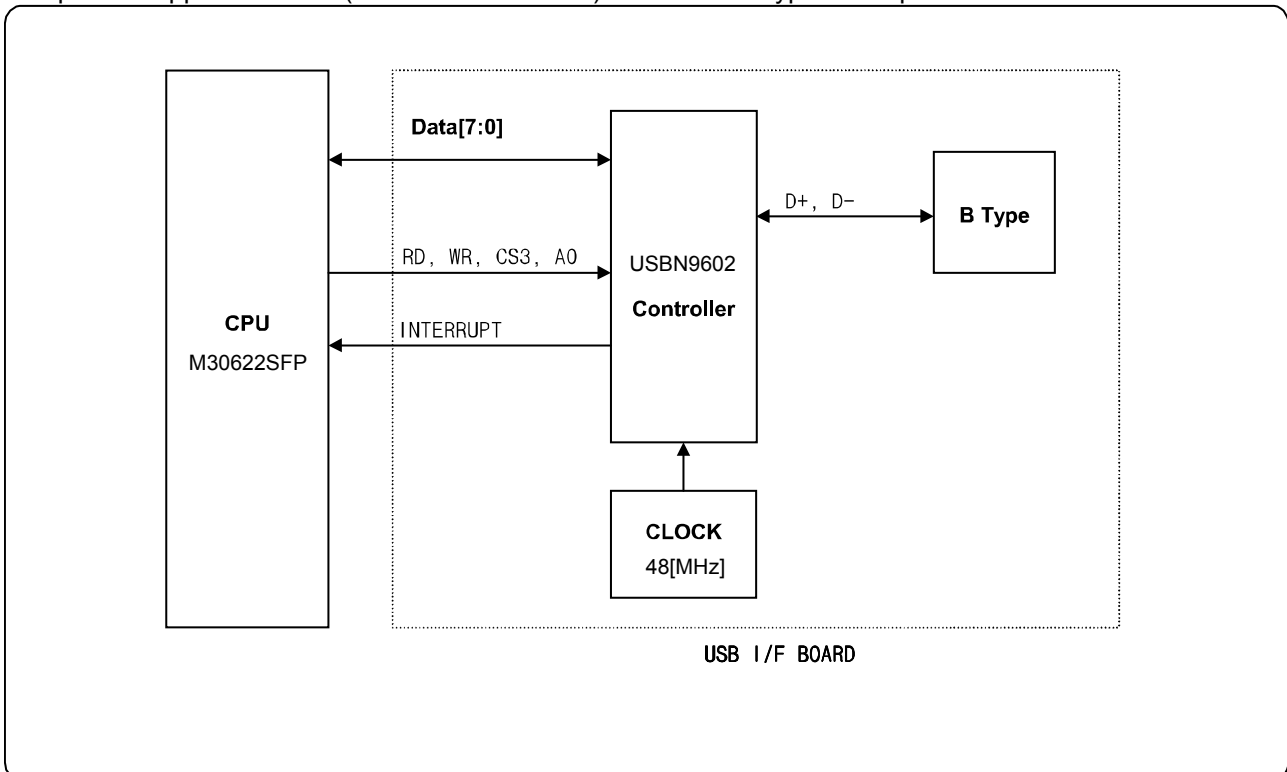 Data[7:0]
D+, D-
B Type
RD, WR, CS3, A0
USBN9602
Controller
CPU
M30622SFP
INTERRUPT
CLOCK
48[MHz]
USB I/F BOARD